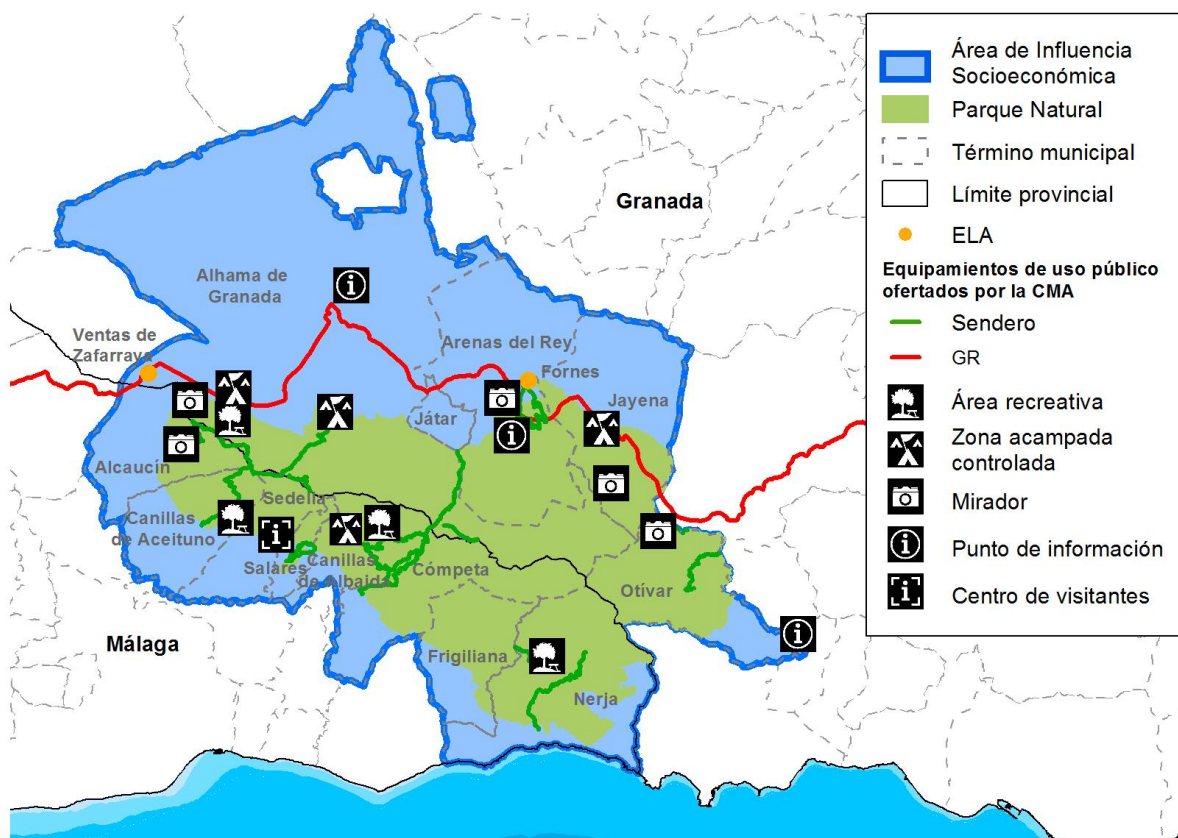 Granada
Alhama de
Granada
Ventas de
Zafarraya
Arenas del Rey
Fornes
Jayena
Játar
Alcaucín
Sedella
Canillas
de Aceituno
Salares
Canillas
de Albaida
Cómpeta
Otívar
Málaga
Frigiliana
Nerja
Área de Influencia
Socioeconómica
Parque Natural
Término municipal
Límite provincial
ELA
Equipamientos de uso público
ofertados por la CMA
Sendero
GR
Área recreativa
Zona acampada
controlada
Mirador
Punto de información
Centro de visitantes